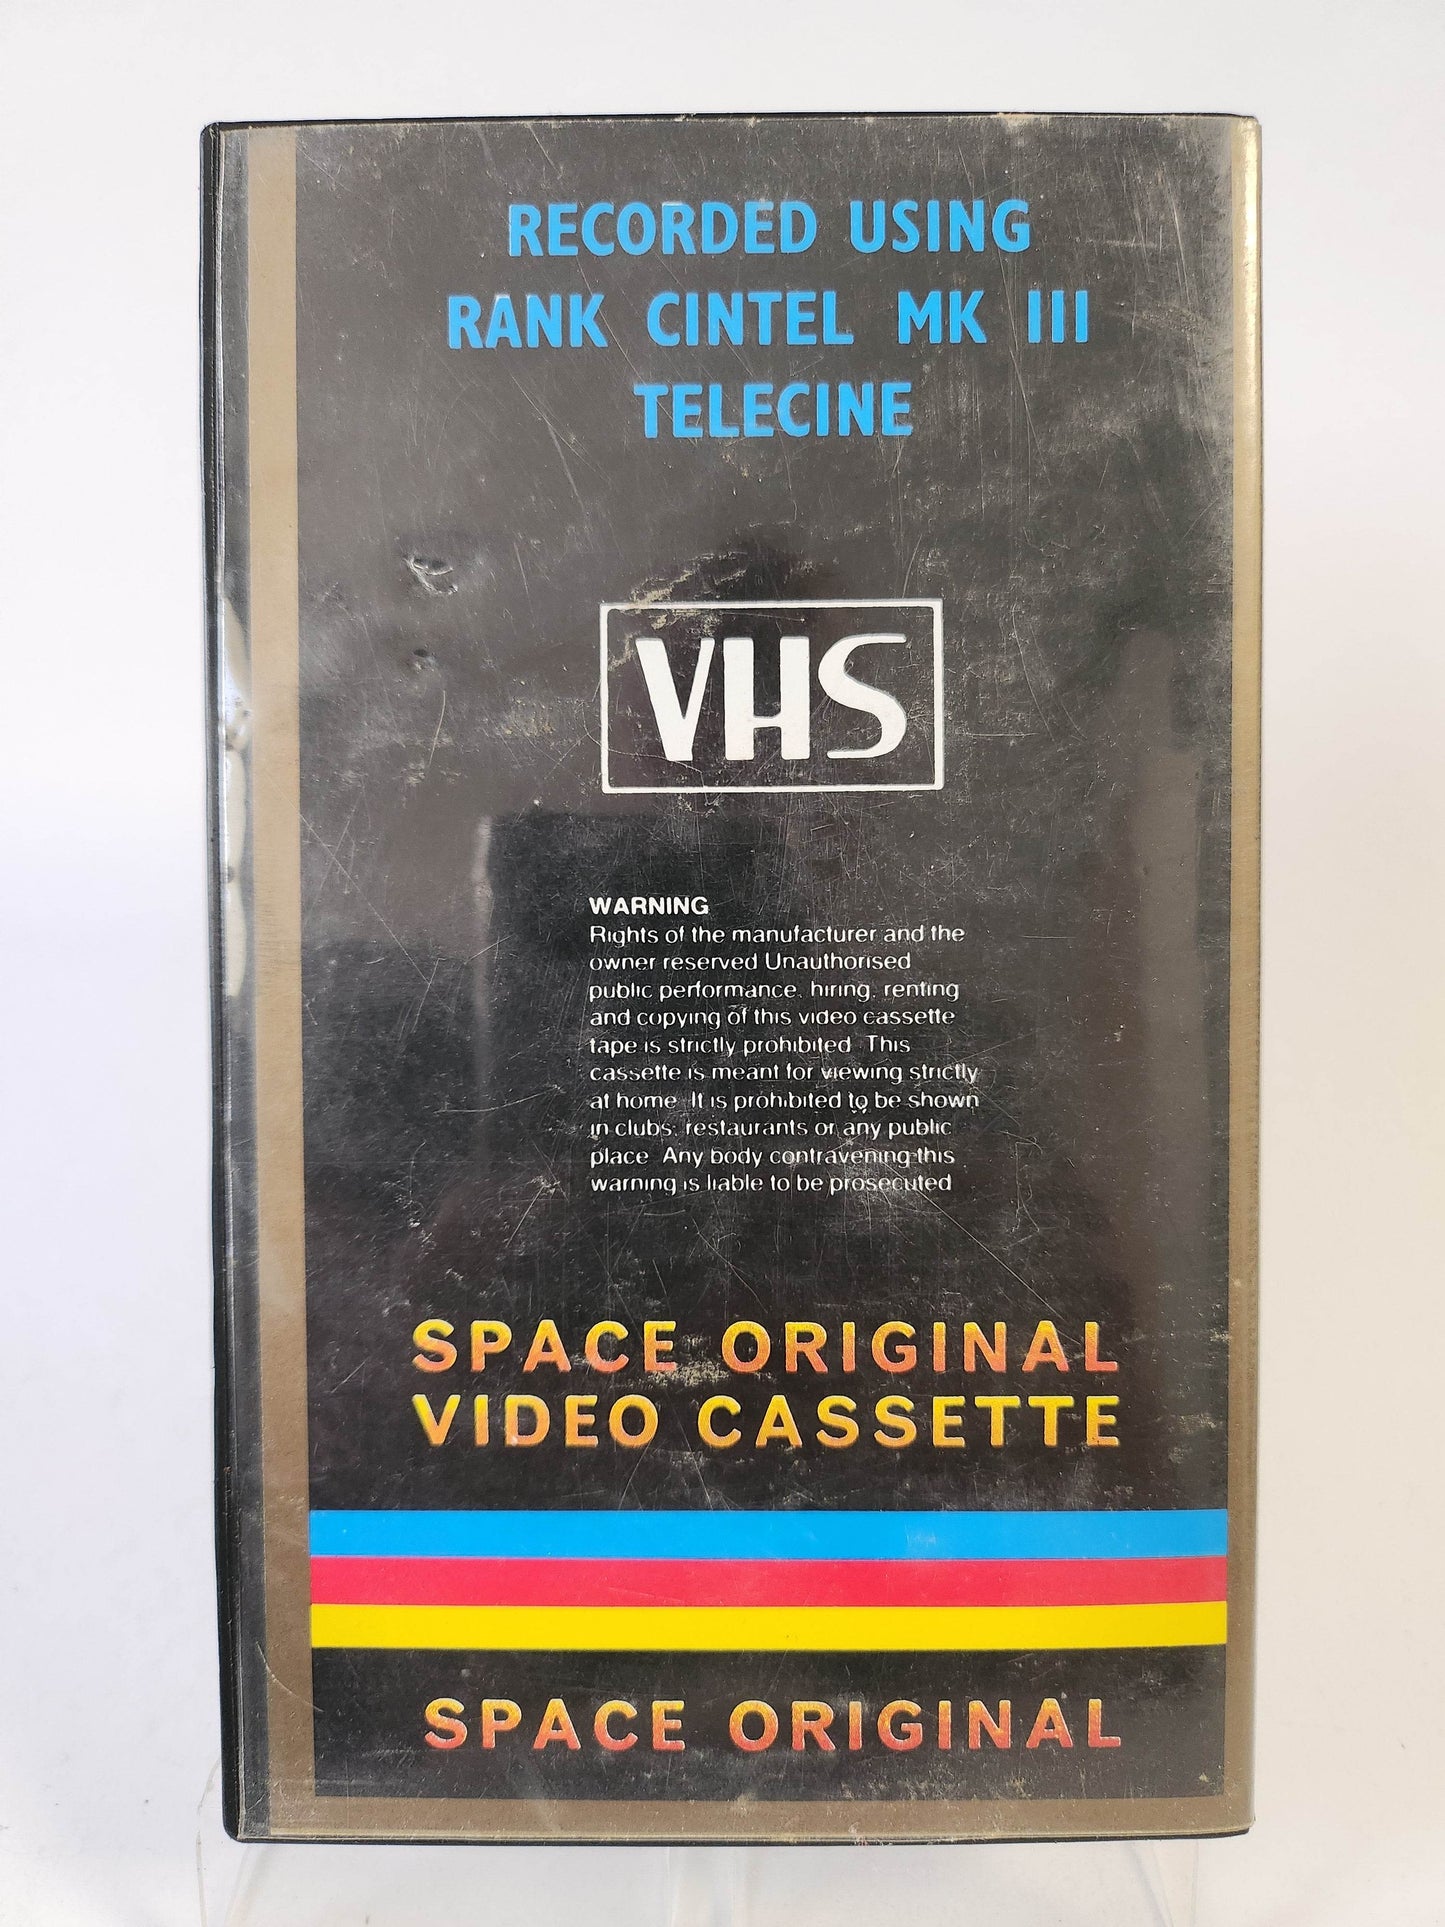 RECORDED USING
RANK CINTEL MK III
TELECINE
VHS
WARNING
Rights of the manufacturer and the
owner reserved Unauthorised
public performance, hiring, renting
and copying of this video cassette
tape is strictly prohibited. This
cassette is meant for viewing strictly
at home. It is prohibited to be shown
in clubs, restaurants or any public
place. Any body contravening this
warning is liable to be prosecuted
SPACE ORIGINAL
VIDEO CASSETTE
SPACE ORIGINAL